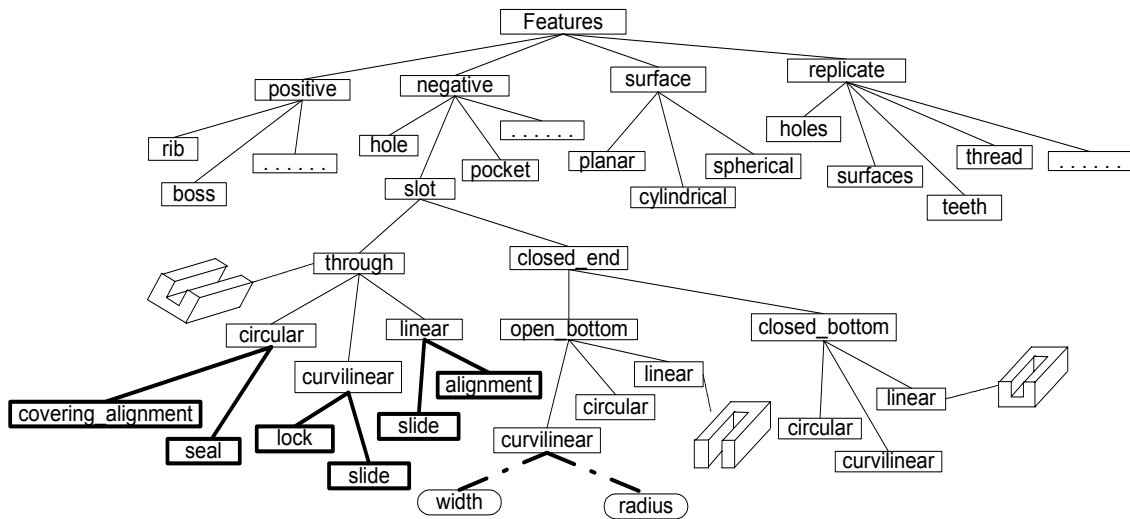 Features
positive
negative
surface
replicate
rib
boss
. . . . . .
hole
slot
pocket
. . . . . .
planar
cylindrical
spherical
holes
surfaces
teeth
thread
. . . . . .
through
closed_end
circular
curvilinear
linear
open_bottom
closed_bottom
covering_alignment
seal
lock
slide
slide
alignment
curvilinear
circular
linear
circular
curvilinear
linear
width
radius